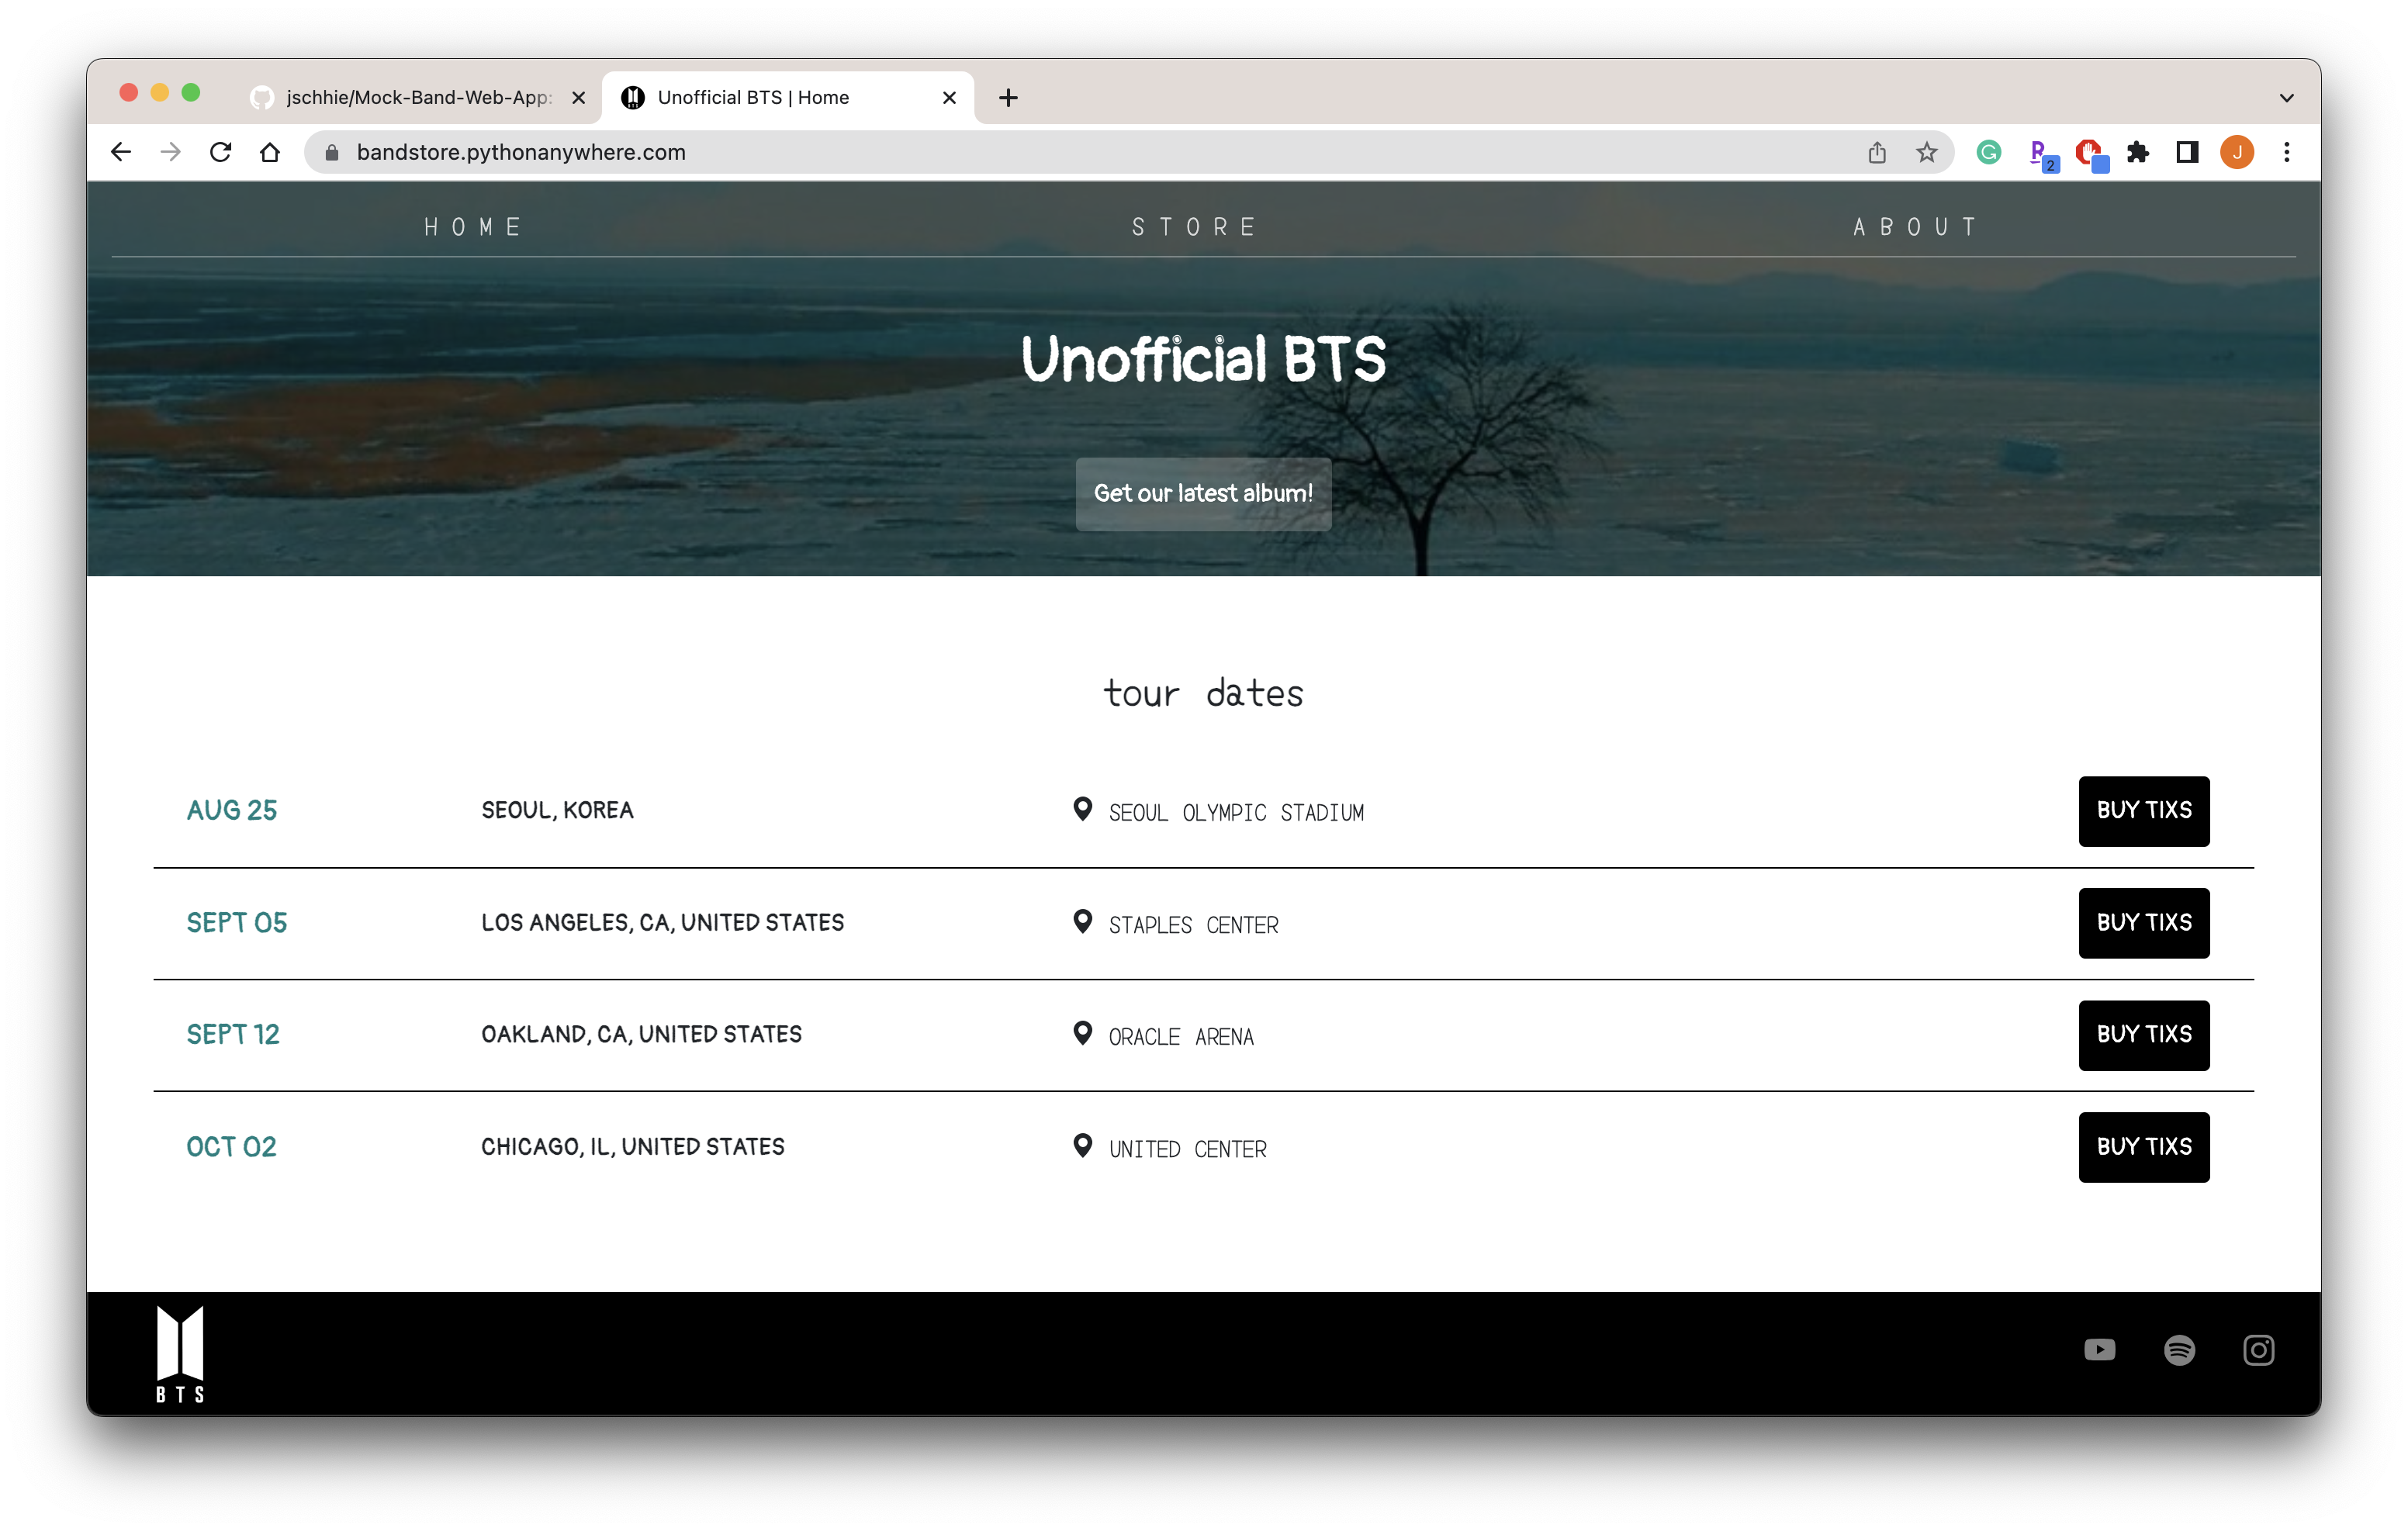 jschhie/Mock-Band-Web-App:
Unofficial BTS | Home
bandstore.pythonanywhere.com
2
J
HOME STORE ABOUT
Unofficial BTS
Get our latest album!
tour dates
AUG 25 SEOUL, KOREA SEOUL OLYMPIC STADIUM BUY TIXS
SEPT 05 LOS ANGELES, CA, UNITED STATES STAPLES CENTER BUY TIXS
SEPT 12 OAKLAND, CA, UNITED STATES ORACLE ARENA BUY TIXS
OCT 02 CHICAGO, IL, UNITED STATES UNITED CENTER BUY TIXS
BTS